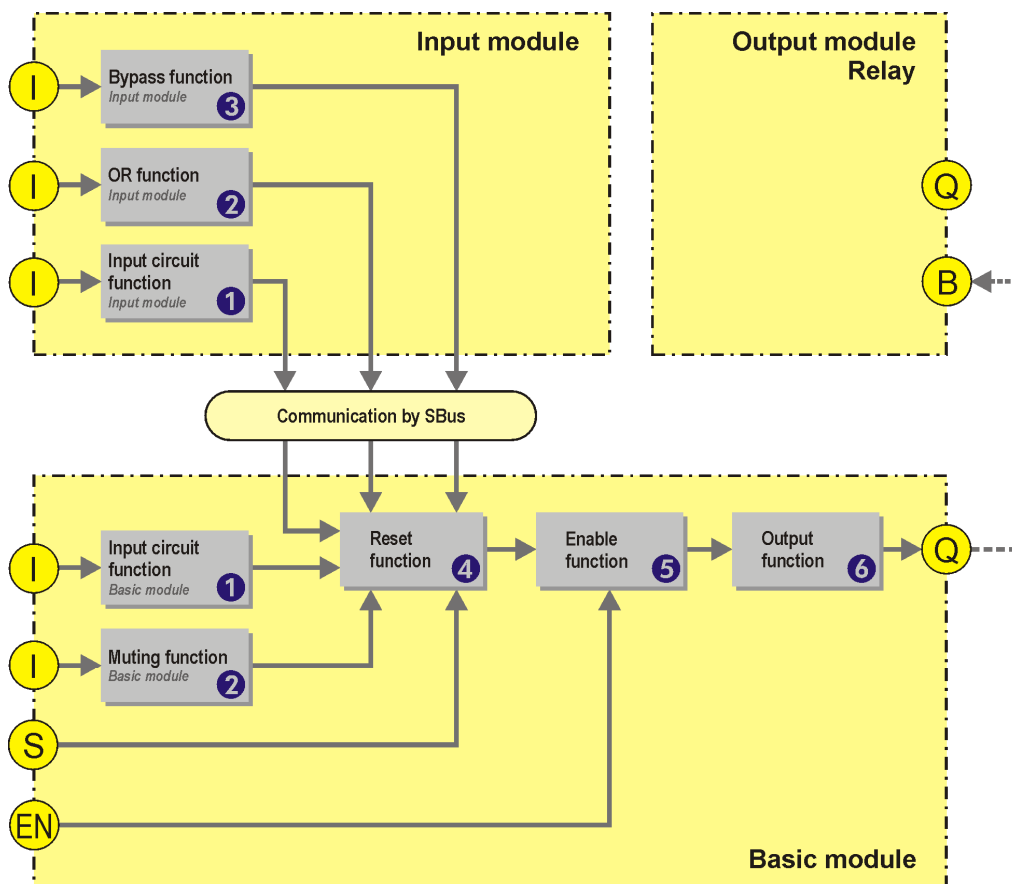 Input module
I
Bypass function
Input module
3
I
OR function
Input module
2
I
Input circuit
function
Input module
1
Output module
Relay
Q
B
Communication by SBus
I
Input circuit
function
Basic module
1
I
Muting function
Basic module
2
S
EN
Reset
function
4
Enable
function
5
Output
function
6
Q
Basic module